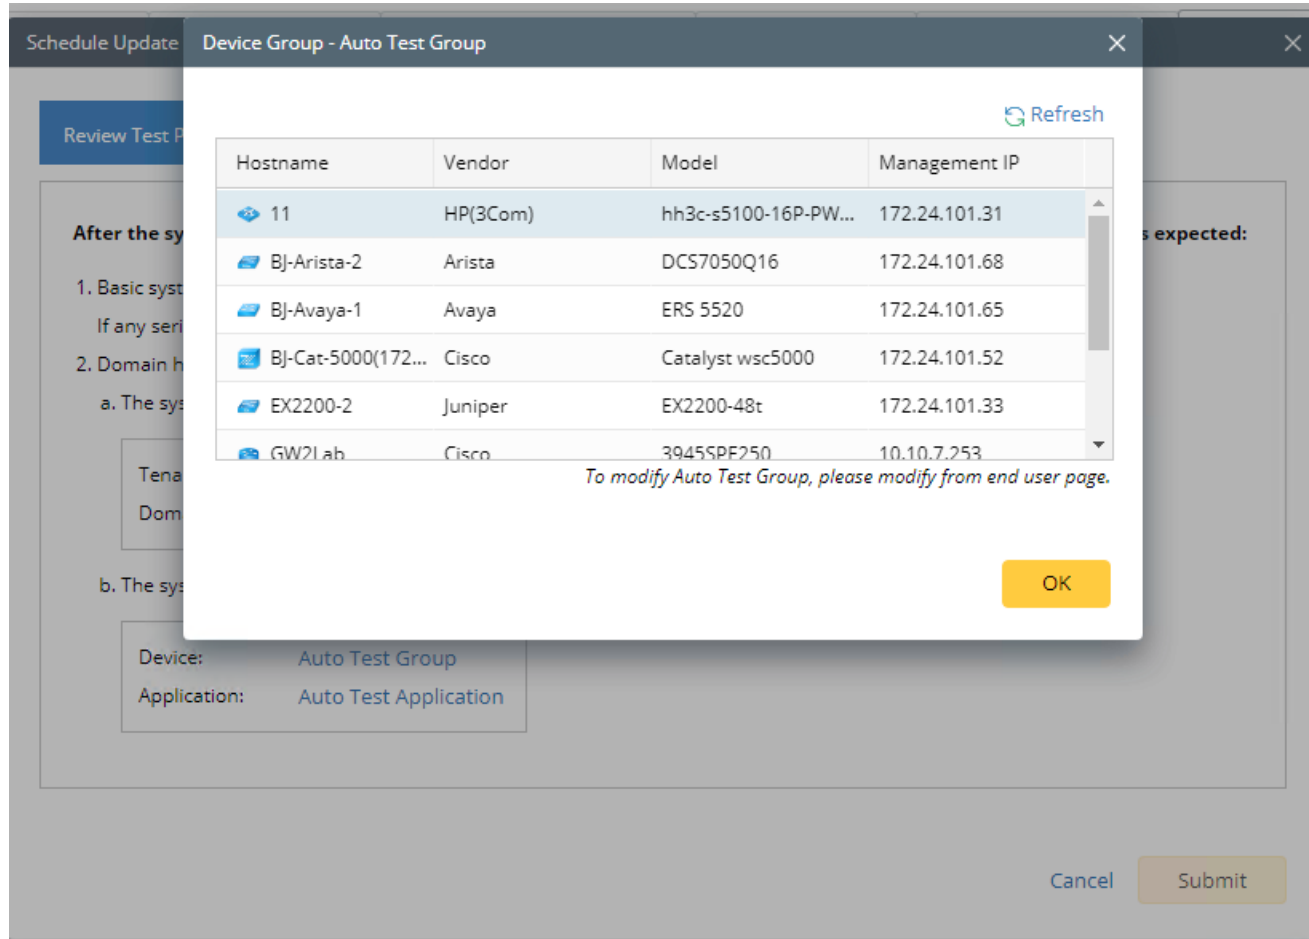 Schedule Update
Device Group - Auto Test Group
Refresh
Review Test P
Hostname Vendor Model Management IP
11 HP(3Com) hh3c-s5100-16P-PW... 172.24.101.31
BJ-Arista-2 Arista DCS7050Q16 172.24.101.68
BJ-Avaya-1 Avaya ERS 5520 172.24.101.65
BJ-Cat-5000(172... Cisco Catalyst wsc5000 172.24.101.52
EX2200-2 Juniper EX2200-48t 172.24.101.33
GW2Lab Cisco 3945SPE250 10.10.7.253
To modify Auto Test Group, please modify from end user page.
OK
After the sy
s expected:
1. Basic syst
If any seri
2. Domain h
a. The sys
Tena
Dom
b. The sys
Device: Auto Test Group
Application: Auto Test Application
Cancel Submit